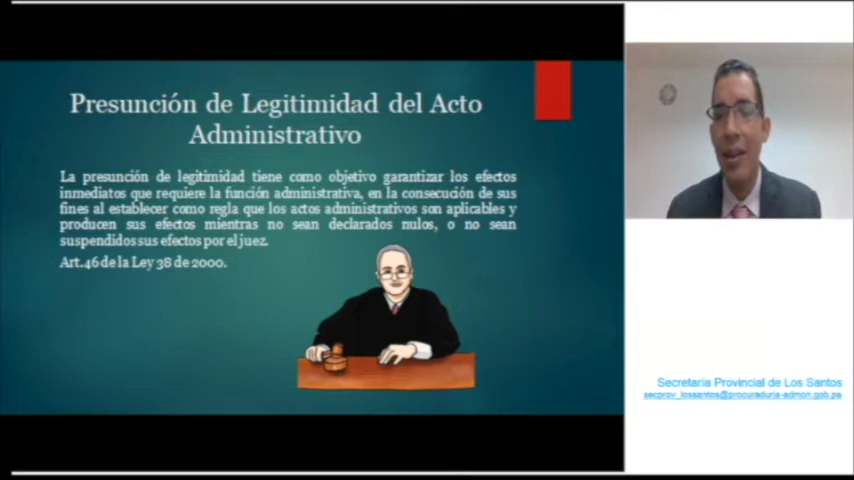 Presunción de Legitimidad del Acto
Administrativo
La presunción de legitimidad tiene como objetivo garantizar los efectos
inmediatos que requiere la función administrativa, en la consecución de sus
fines al establecer como regla que los actos administrativos son aplicables y
producen sus efectos mientras no sean declarados nulos, o no sean
suspendidos sus efectos por el juez.
Art.46 de la Ley 38 de 2000.
Secretaria Provincial de Los Santos
secprov_lossantos@procuraduria-admon.gob.pa